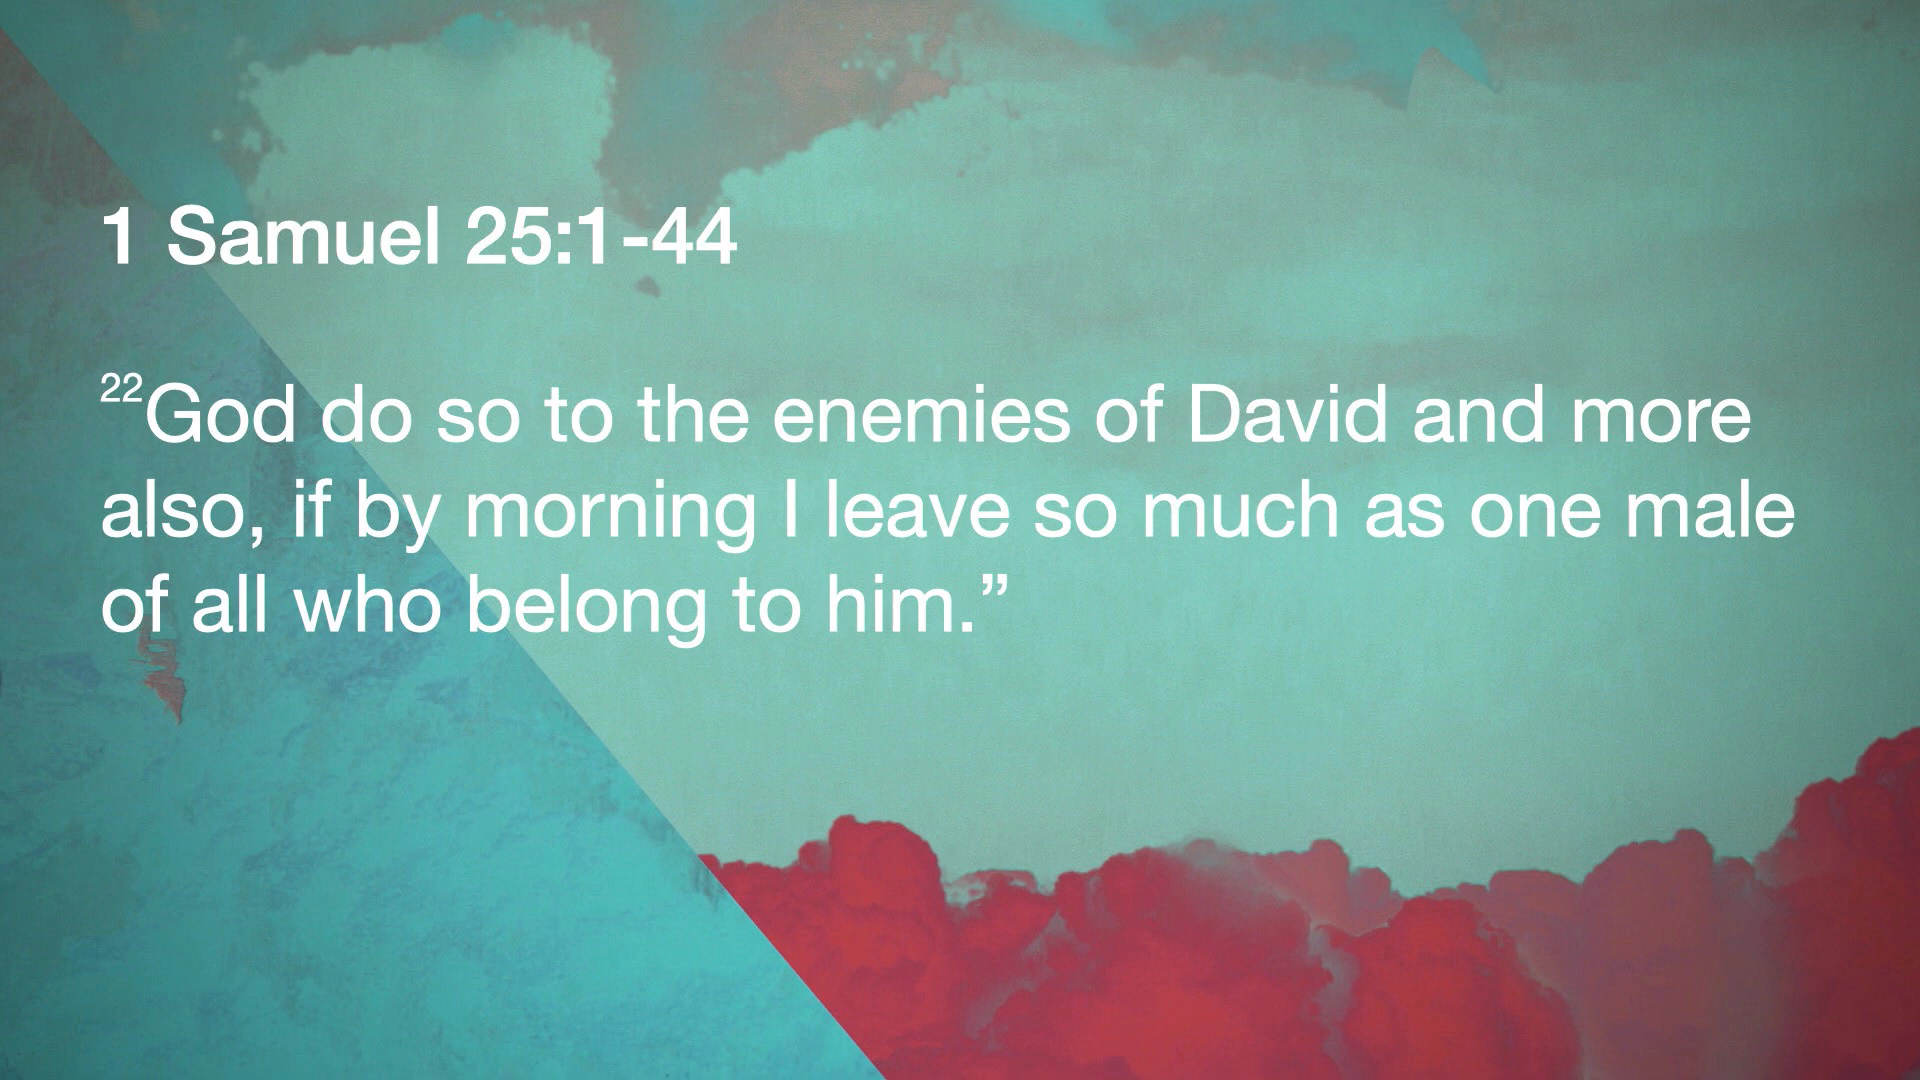 1 Samuel 25:1-44
22God do so to the enemies of David and more
also, if by morning I leave so much as one male
of all who belong to him.”